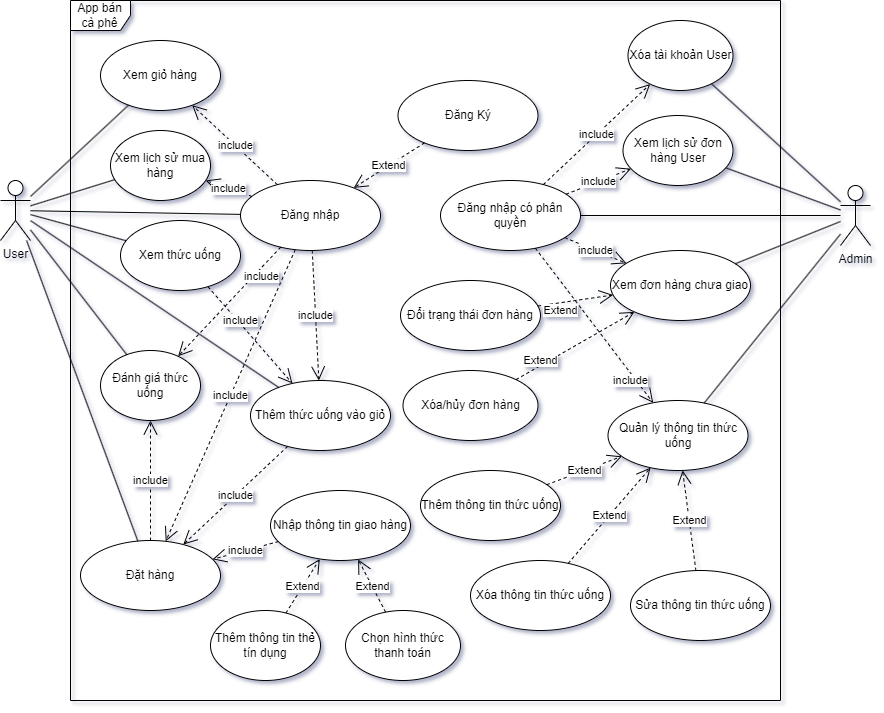 App bán
cà phê
Xem giỏ hàng
Xóa tài khoản User
Đăng Ký
include
include
Xem lịch sử mua
hàng
Xem lịch sử đơn
hàng User
Extend
include
include
Đăng nhập
Đăng nhập có phân
quyền
User
Admin
Xem thức uống
include
include
Xem đơn hàng chưa giao
Đổi trạng thái đơn hàng
Extend
include
include
Extend
Đánh giá thức
uống
include
include
Thêm thức uống vào giỏ
Xóa/hủy đơn hàng
Quản lý thông tin thức
uống
include
include
Extend
Thêm thông tin thức uống
Nhập thông tin giao hàng
Extend
Extend
include
Đặt hàng
Extend
Extend
Xóa thông tin thức uống
Sửa thông tin thức uống
Thêm thông tin thẻ
tín dụng
Chọn hình thức
thanh toán